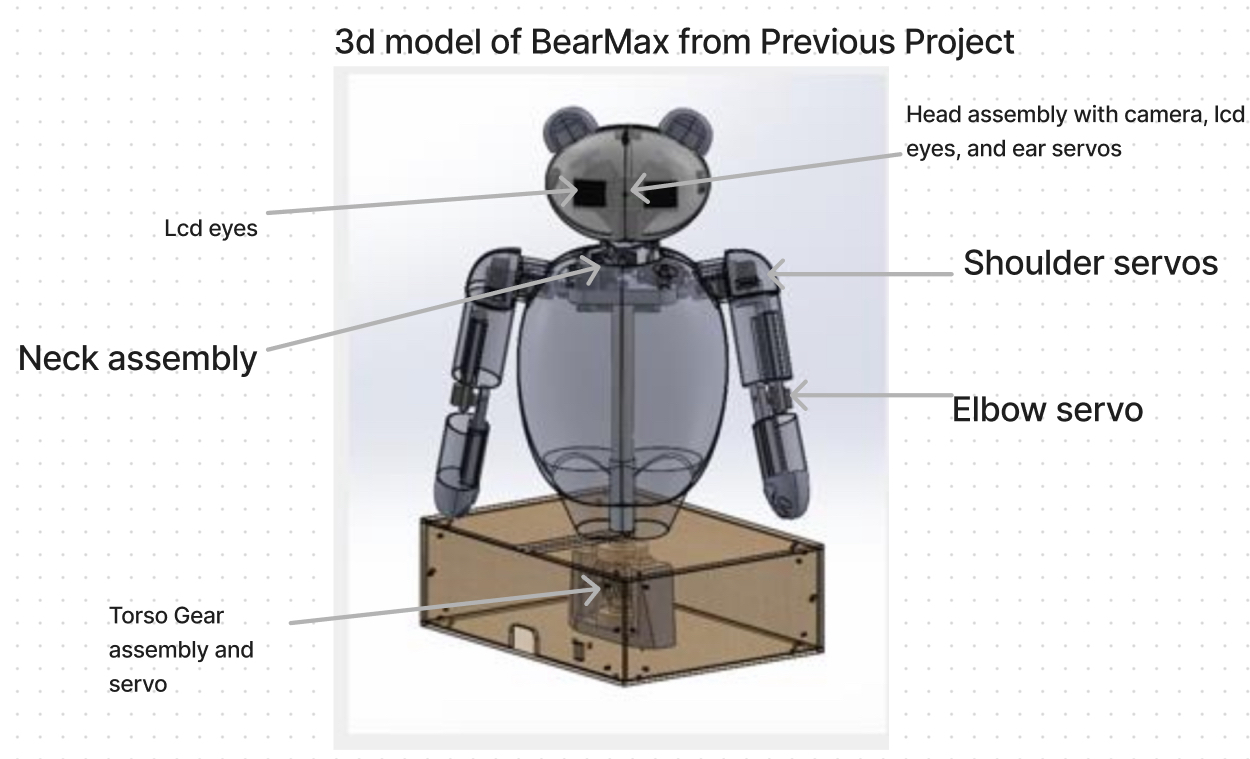 3d model of BearMax from Previous Project
Head assembly with camera, lcd
eyes, and ear servos
Lcd eyes
Shoulder servos
Neck assembly
Elbow servo
Torso Gear
assembly and
servo